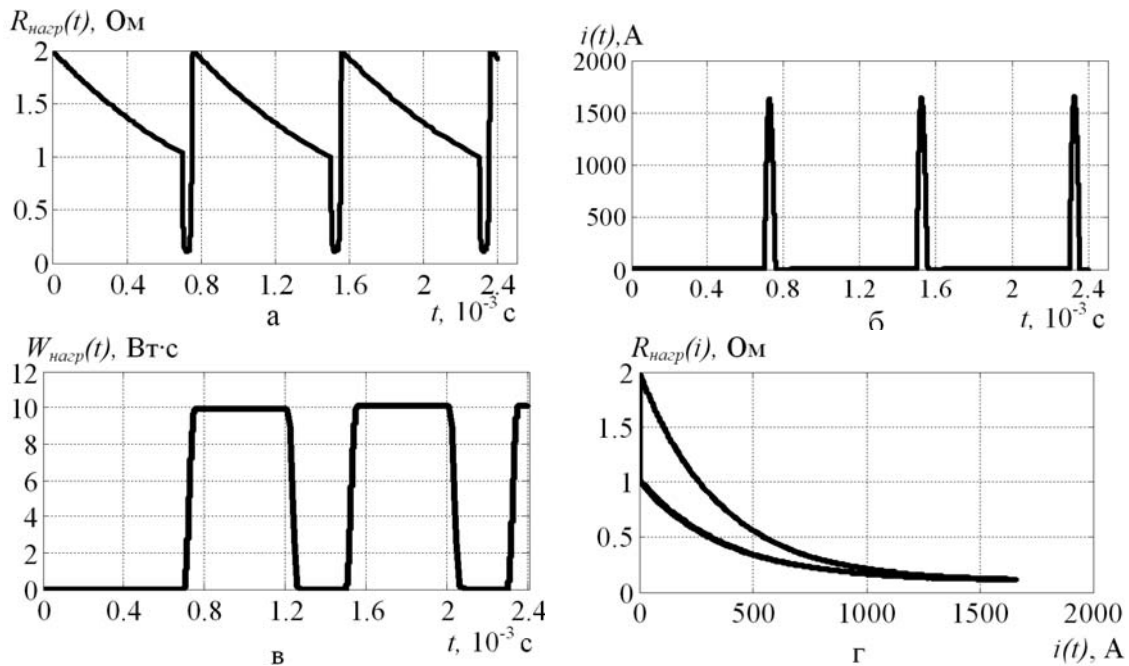 R_нагр(t), Ом
2
1.5
1
0.5
0
0 0.4 0.8 1.2 1.6 2 2.4
а t, 10⁻³ с
i(t), А
2000
1500
1000
500
0
0 0.4 0.8 1.2 1.6 2 2.4
б t, 10⁻³ с
W_нагр(t), Вт·с
12
10
8
6
4
2
0
0 0.4 0.8 1.2 1.6 2 2.4
в t, 10⁻³ с
R_нагр(i), Ом
2
1.5
1
0.5
0
0 500 1000 1500 2000
г i(t), А